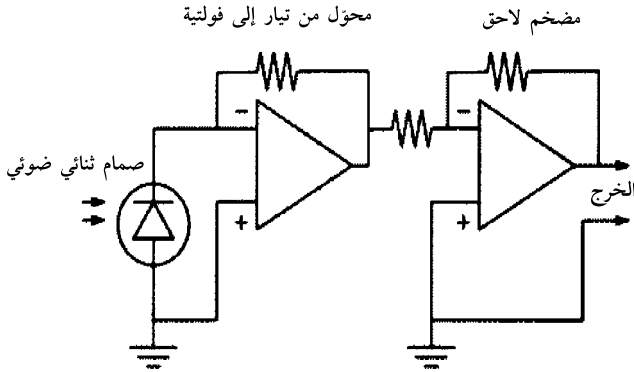 محوّل من تيار إلى فولتية
مضخم لاحق
صمام ثنائي ضوئي
الخرج
− + − +